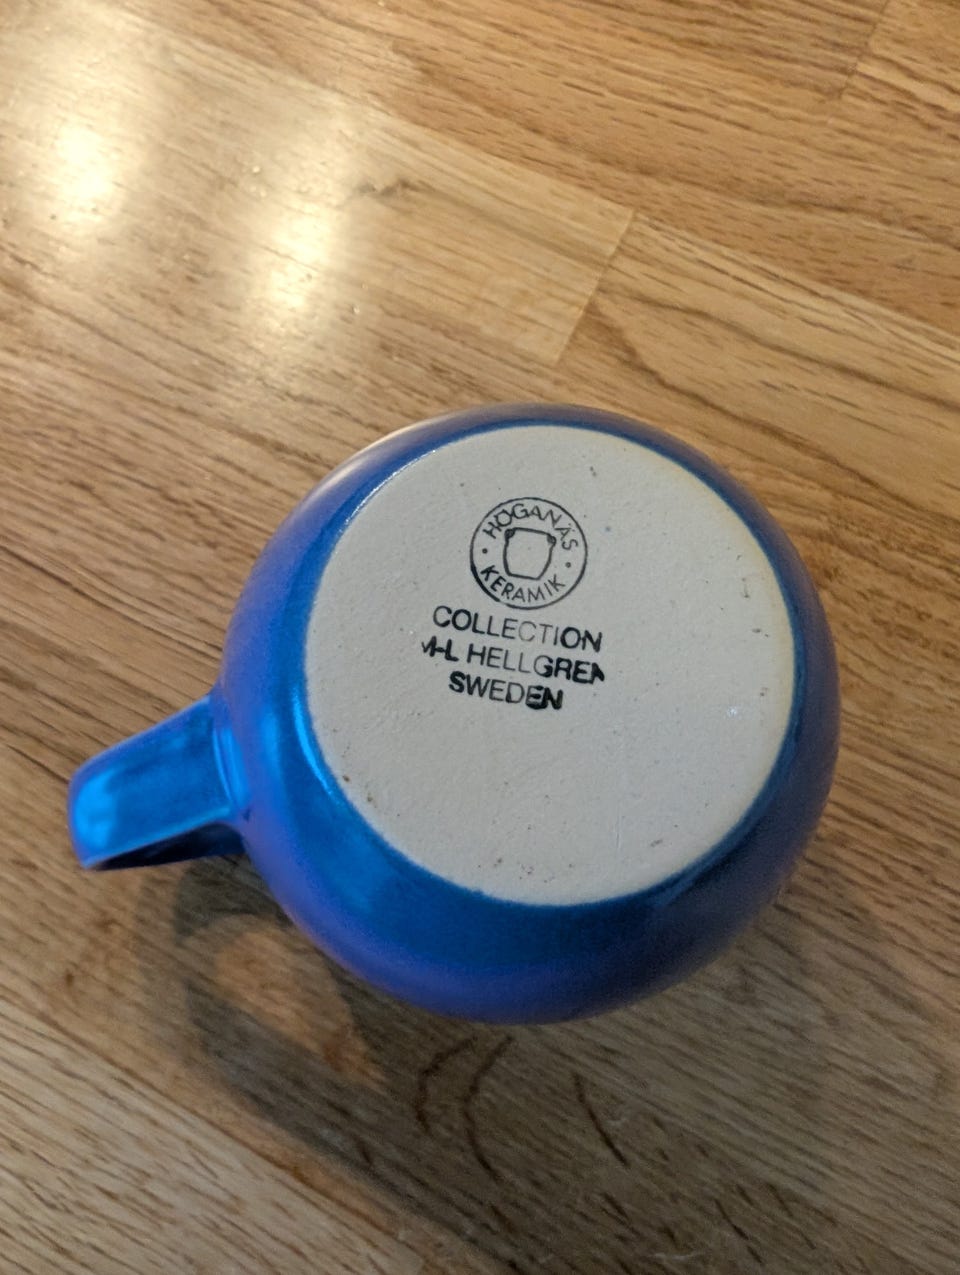 HÖGANÄS
KERAMIK
COLLECTION
M-L HELLGREN
SWEDEN